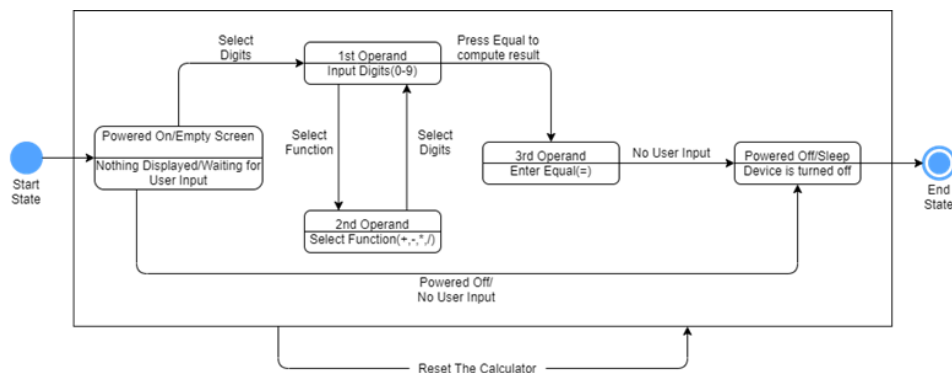 Select
Digits
1st Operand
Input Digits(0-9)
Press Equal to
compute result
Powered On/Empty Screen
Nothing Displayed/Waiting for
User Input
Start
State
Select
Function
Select
Digits
2nd Operand
Select Function(+,-,*,/)
3rd Operand
Enter Equal(=)
No User Input
Powered Off/Sleep
Device is turned off
End
State
Powered Off/
No User Input
Reset The Calculator